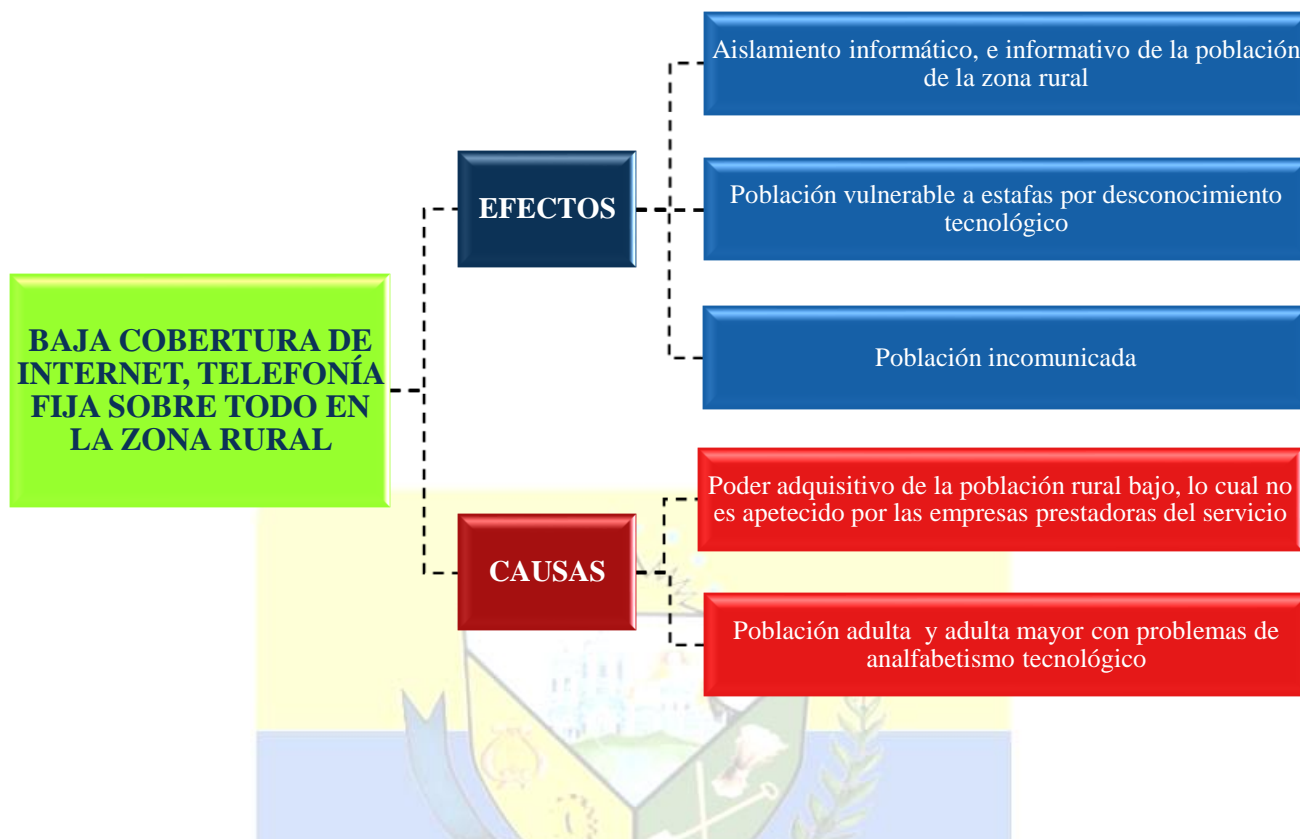 BAJA COBERTURA DE
INTERNET, TELEFONÍA
FIJA SOBRE TODO EN
LA ZONA RURAL
EFECTOS
Aislamiento informático, e informativo de la población
de la zona rural
Población vulnerable a estafas por desconocimiento
tecnológico
Población incomunicada
CAUSAS
Poder adquisitivo de la población rural bajo, lo cual no
es apetecido por las empresas prestadoras del servicio
Población adulta y adulta mayor con problemas de
analfabetismo tecnológico